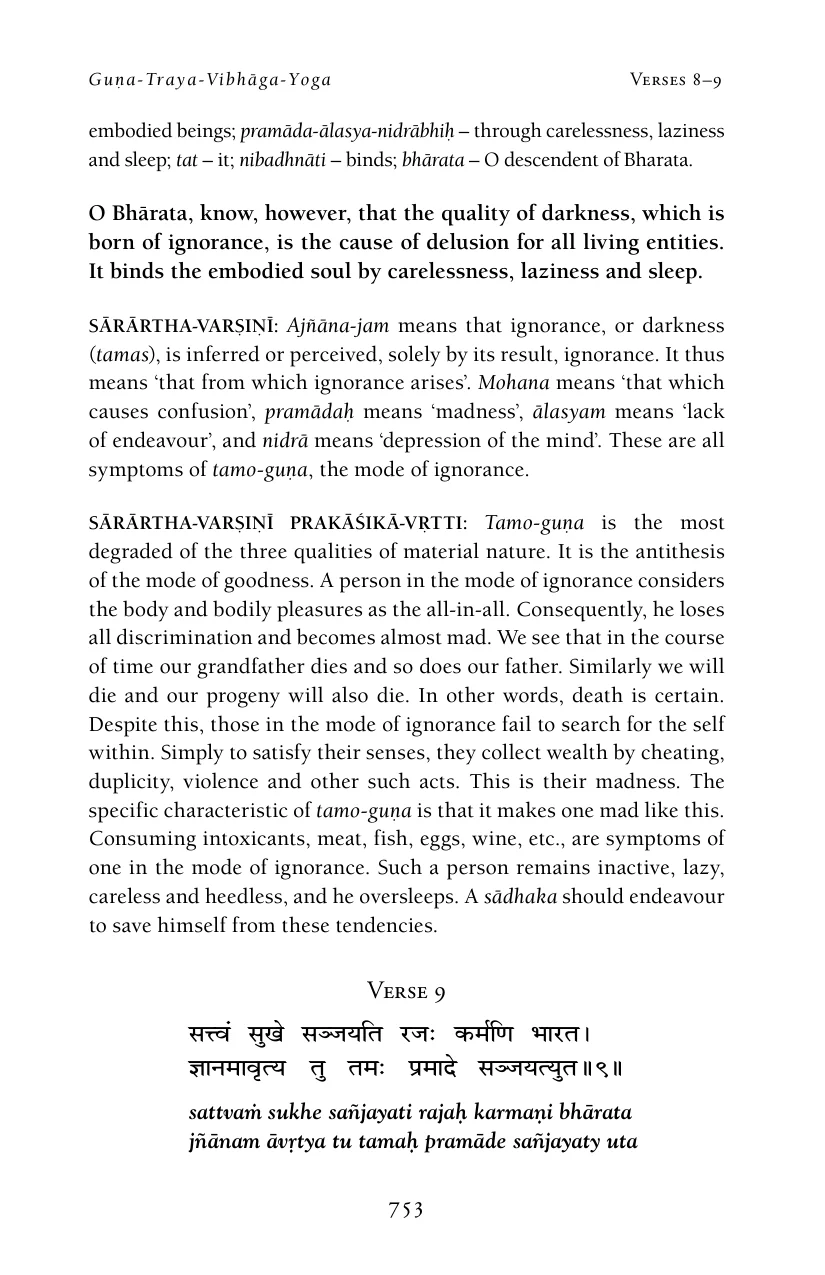 Guṇa-Traya-Vibhāga-Yoga
Verses 8–9
embodied beings; pramāda-ālasya-nidrābhiḥ – through carelessness, laziness
and sleep; tat – it; nibadhnāti – binds; bhārata – O descendent of Bharata.
O Bhārata, know, however, that the quality of darkness, which is
born of ignorance, is the cause of delusion for all living entities.
It binds the embodied soul by carelessness, laziness and sleep.
SĀRĀRTHA-VARṢIṆĪ: Ajñāna-jam means that ignorance, or darkness
(tamas), is inferred or perceived, solely by its result, ignorance. It thus
means ‘that from which ignorance arises’. Mohana means ‘that which
causes confusion’, pramādaḥ means ‘madness’, ālasyam means ‘lack
of endeavour’, and nidrā means ‘depression of the mind’. These are all
symptoms of tamo-guṇa, the mode of ignorance.
SĀRĀRTHA-VARṢIṆĪ PRAKĀŚIKĀ-VṚTTI: Tamo-guṇa is the most
degraded of the three qualities of material nature. It is the antithesis
of the mode of goodness. A person in the mode of ignorance considers
the body and bodily pleasures as the all-in-all. Consequently, he loses
all discrimination and becomes almost mad. We see that in the course
of time our grandfather dies and so does our father. Similarly we will
die and our progeny will also die. In other words, death is certain.
Despite this, those in the mode of ignorance fail to search for the self
within. Simply to satisfy their senses, they collect wealth by cheating,
duplicity, violence and other such acts. This is their madness. The
specific characteristic of tamo-guṇa is that it makes one mad like this.
Consuming intoxicants, meat, fish, eggs, wine, etc., are symptoms of
one in the mode of ignorance. Such a person remains inactive, lazy,
careless and heedless, and he oversleeps. A sādhaka should endeavour
to save himself from these tendencies.
Verse 9
सत्त्वं सुखे सञ्जयति रजः कर्मणि भारत।
ज्ञानमावृत्य तु तमः प्रमादे सञ्जयत्युत॥९॥
sattvaṁ sukhe sañjayati rajaḥ karmaṇi bhārata
jñānam āvṛtya tu tamaḥ pramāde sañjayaty uta
753